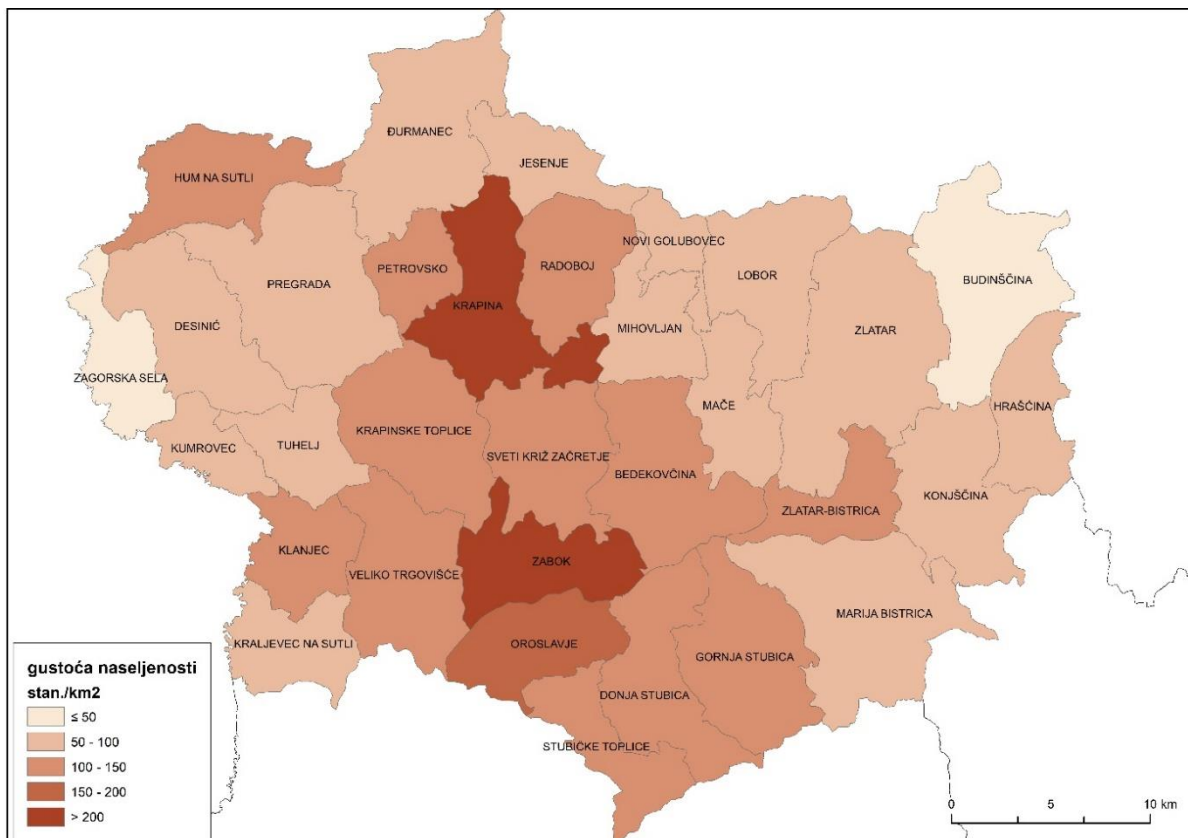 ĐURMANEC
JESENJE
HUM NA SUTLI
NOVI GOLUBOVEC
PETROVSKO
RADOBOJ
LOBOR
BUDINŠČINA
PREGRADA
KRAPINA
DESINIĆ
MIHOVLJAN
ZLATAR
ZAGORSKA SELA
MAČE
HRAŠĆINA
KRAPINSKE TOPLICE
KUMROVEC
TUHELJ
SVETI KRIŽ ZAČRETJE
BEDEKOVČINA
KONJŠČINA
ZLATAR-BISTRICA
KLANJEC
VELIKO TRGOVIŠĆE
ZABOK
MARIJA BISTRICA
KRALJEVEC NA SUTLI
OROSLAVJE
GORNJA STUBICA
DONJA STUBICA
STUBIČKE TOPLICE
gustoća naseljenosti
stan./km2
≤ 50
50 - 100
100 - 150
150 - 200
> 200
0 5 10 km